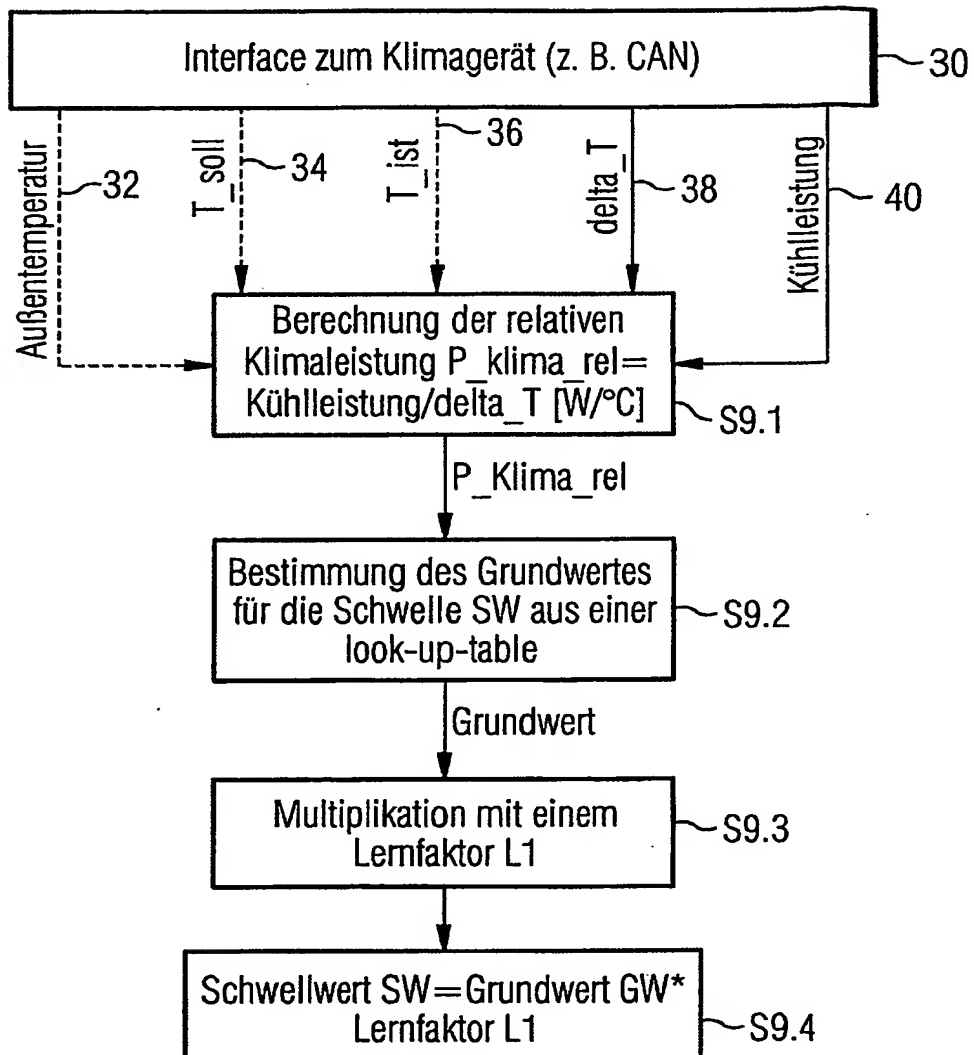 Interface zum Klimagerät (z. B. CAN)
30
Außentemperatur
32
T_soll
34
T_ist
36
delta_T
38
Kühlleistung
40
Berechnung der relativen
Klimaleistung P_klima_rel=
Kühlleistung/delta_T [W/°C]
S9.1
P_Klima_rel
Bestimmung des Grundwertes
für die Schwelle SW aus einer
look-up-table
S9.2
Grundwert
Multiplikation mit einem
Lernfaktor L1
S9.3
Schwellwert SW=Grundwert GW*
Lernfaktor L1
S9.4